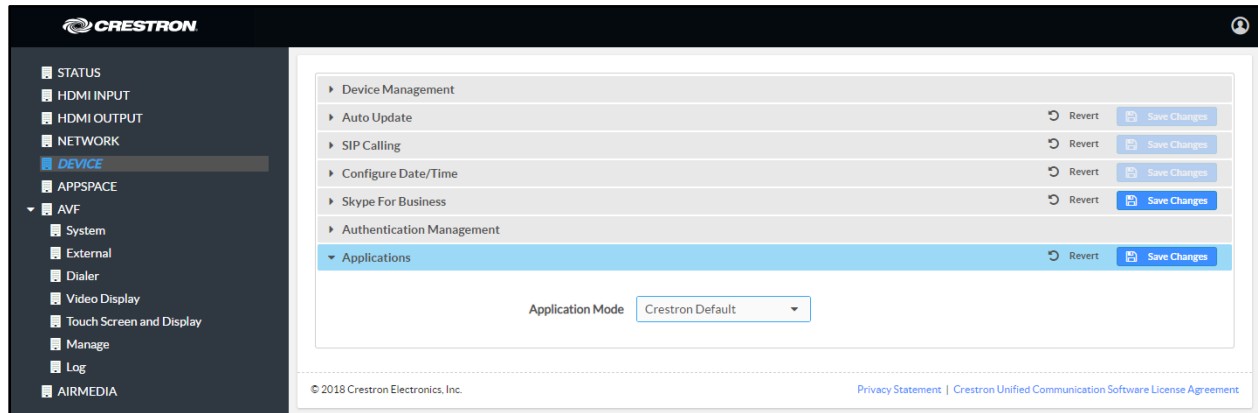 CRESTRON.
STATUS
HDMI INPUT
HDMI OUTPUT
NETWORK
DEVICE
APPSPACE
AVF
System
External
Dialer
Video Display
Touch Screen and Display
Manage
Log
AIRMEDIA
Device Management
Auto Update Revert Save Changes
SIP Calling Revert Save Changes
Configure Date/Time Revert Save Changes
Skype For Business Revert Save Changes
Authentication Management
Applications Revert Save Changes
Application Mode Crestron Default
© 2018 Crestron Electronics, Inc. Privacy Statement | Crestron Unified Communication Software License Agreement